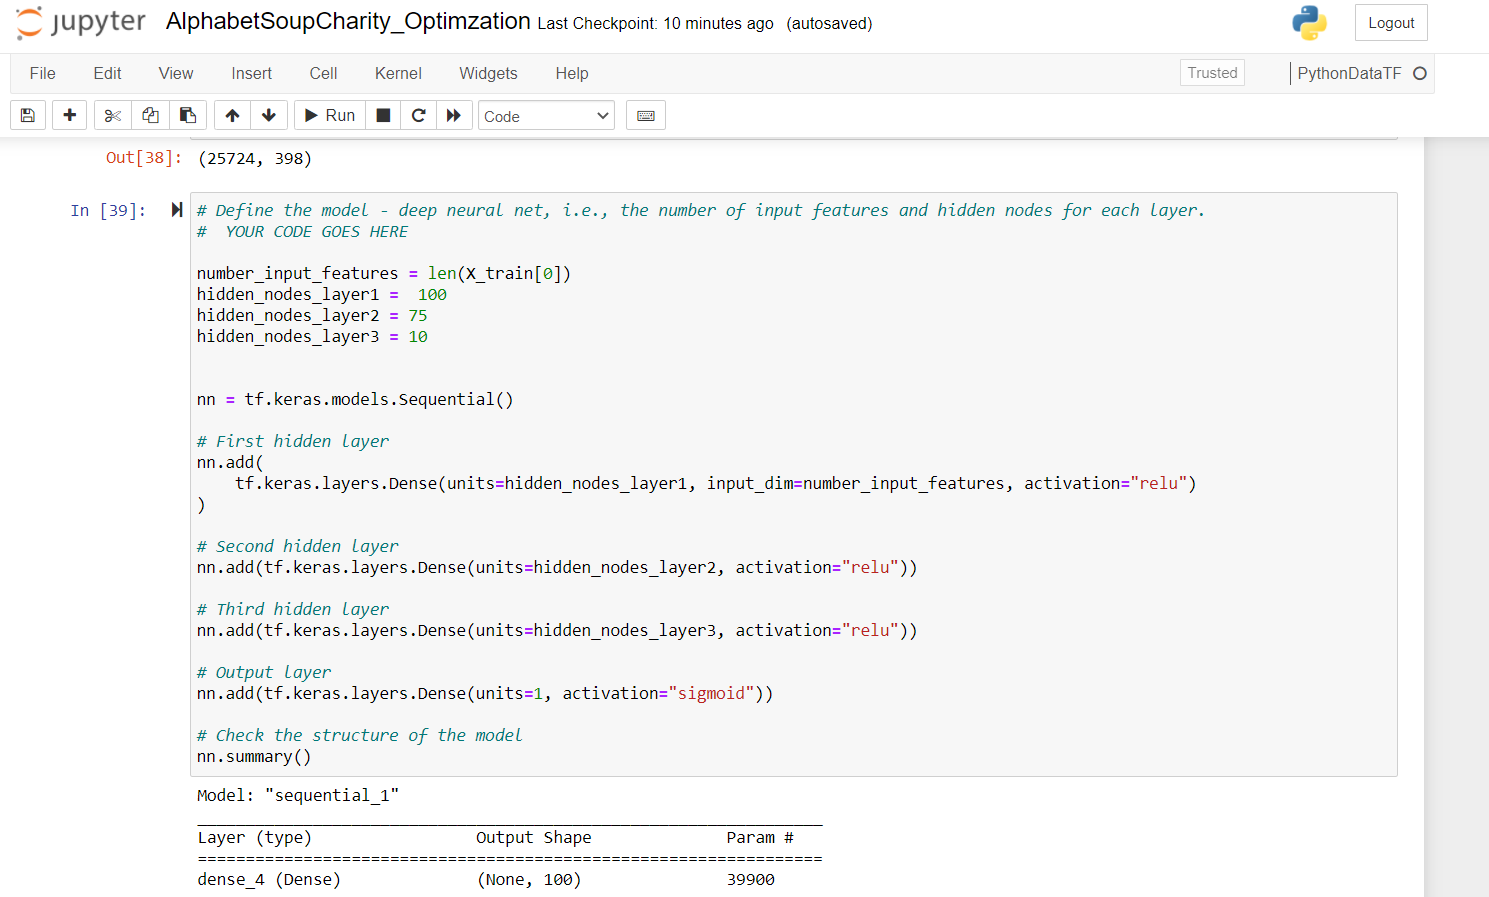 jupyter AlphabetSoupCharity_Optimzation Last Checkpoint: 10 minutes ago (autosaved) Logout
File Edit View Insert Cell Kernel Widgets Help Trusted PythonDataTF
Run Code
Out[38]: (25724, 398)
In [39]: # Define the model - deep neural net, i.e., the number of input features and hidden nodes for each layer.
# YOUR CODE GOES HERE
number_input_features = len(X_train[0])
hidden_nodes_layer1 =  100
hidden_nodes_layer2 = 75
hidden_nodes_layer3 = 10
nn = tf.keras.models.Sequential()
# First hidden layer
nn.add(
    tf.keras.layers.Dense(units=hidden_nodes_layer1, input_dim=number_input_features, activation="relu")
)
# Second hidden layer
nn.add(tf.keras.layers.Dense(units=hidden_nodes_layer2, activation="relu"))
# Third hidden layer
nn.add(tf.keras.layers.Dense(units=hidden_nodes_layer3, activation="relu"))
# Output layer
nn.add(tf.keras.layers.Dense(units=1, activation="sigmoid"))
# Check the structure of the model
nn.summary()
Model: "sequential_1"
Layer (type) Output Shape Param #
=================================================================
dense_4 (Dense) (None, 100) 39900